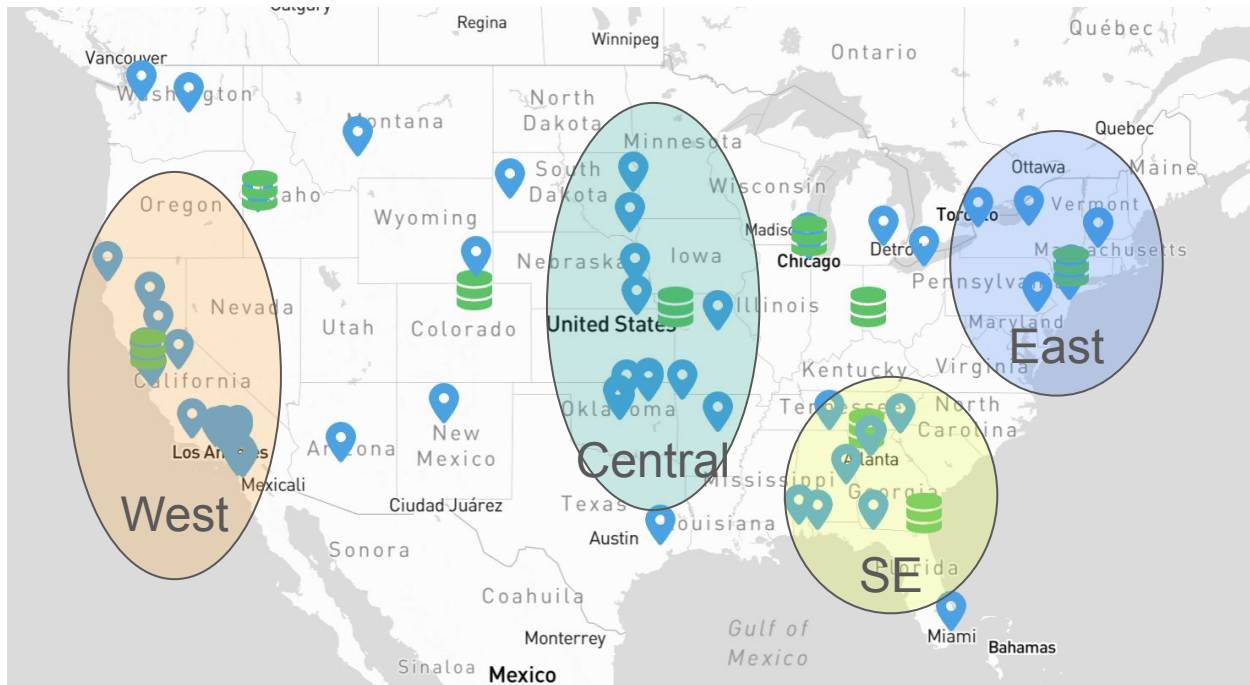 Calgary
Regina
Winnipeg
Québec
Ontario
Vancouver
Washington
Montana
North
Dakota
Minnesota
Quebec
Ottawa
Maine
South
Dakota
Wisconsin
Idaho
Oregon
Wyoming
Toronto
Vermont
Madiso
Detro
Massachusetts
Chicago
Iowa
Nebraska
Pennsylvania
Nevada
Illinois
United States
Maryland
Utah
Colorado
East
California
Kentucky
Virginia
Oklahoma
Tennessee
North
Carolina
New
Mexico
Arizona
Los Angeles
Atlanta
Central
Mexicali
Mississippi
Georgia
West
Ciudad Juárez
Texas
Louisiana
Austin
Sonora
Florida
SE
Coahuila
Gulf of
Mexico
Miami
Monterrey
Bahamas
Sinaloa
Mexico